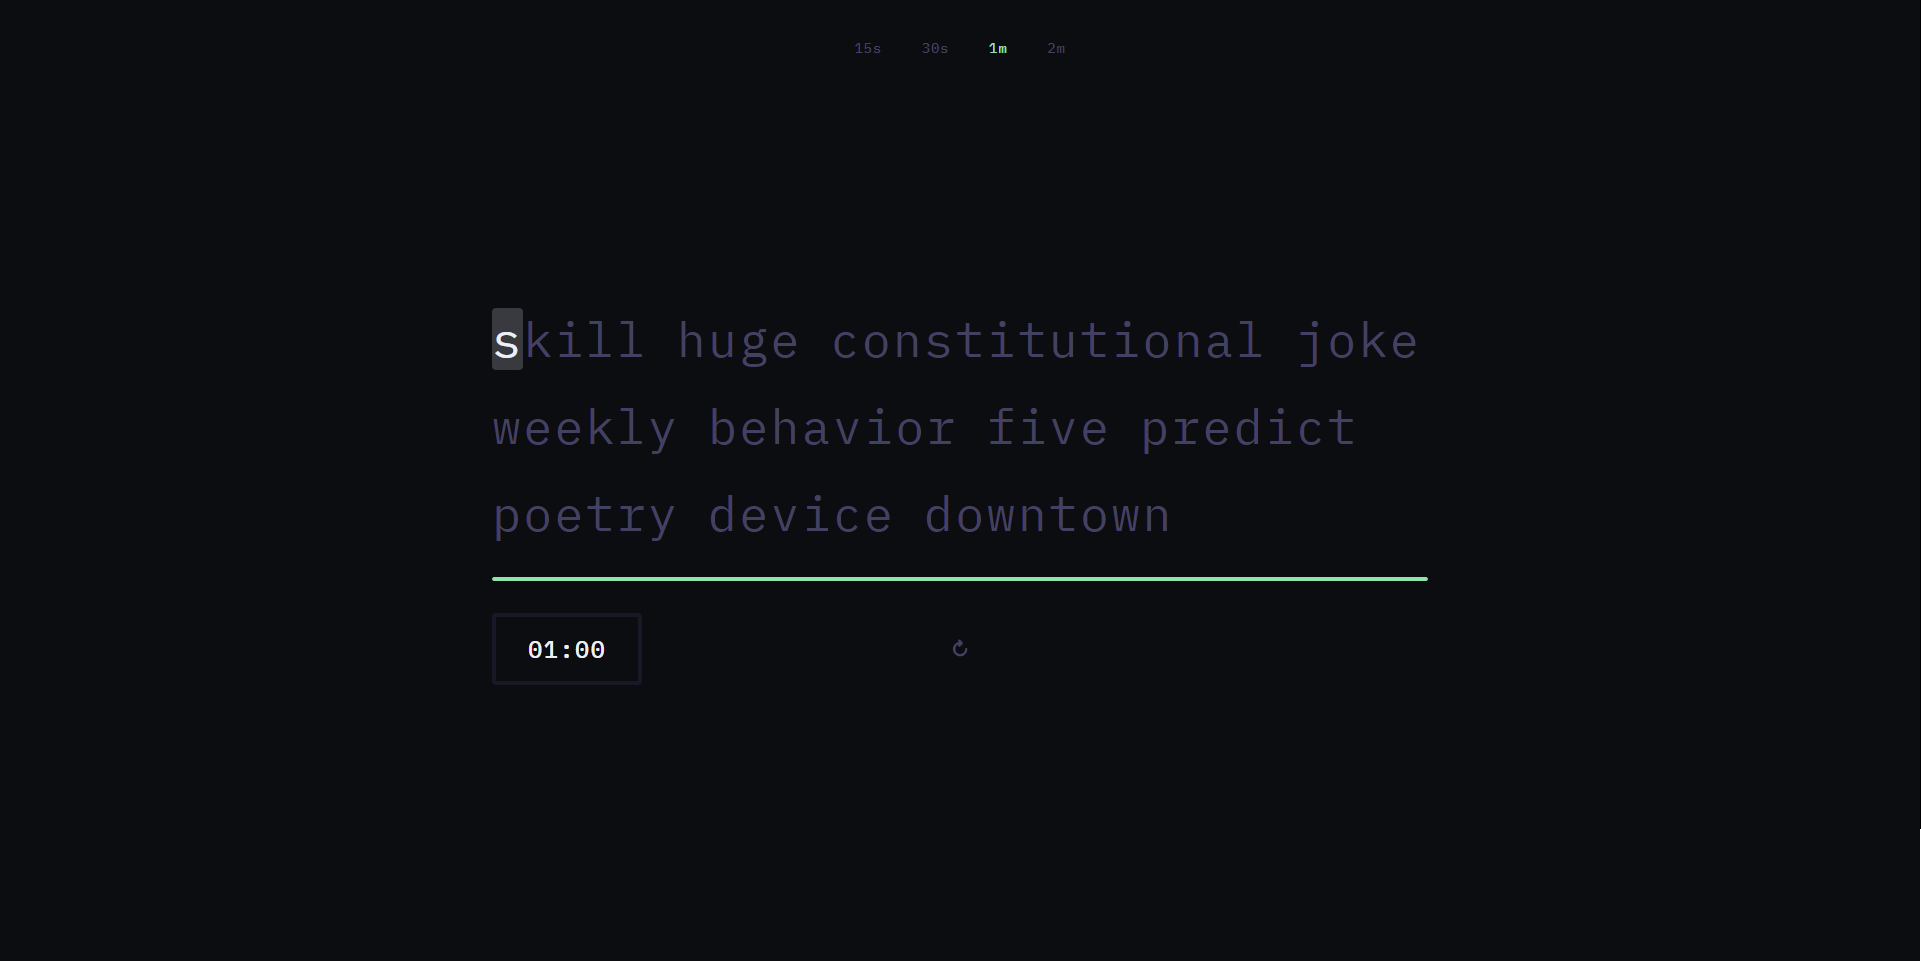 15s 30s 1m 2m
skill huge constitutional joke
weekly behavior five predict
poetry device downtown
01:00